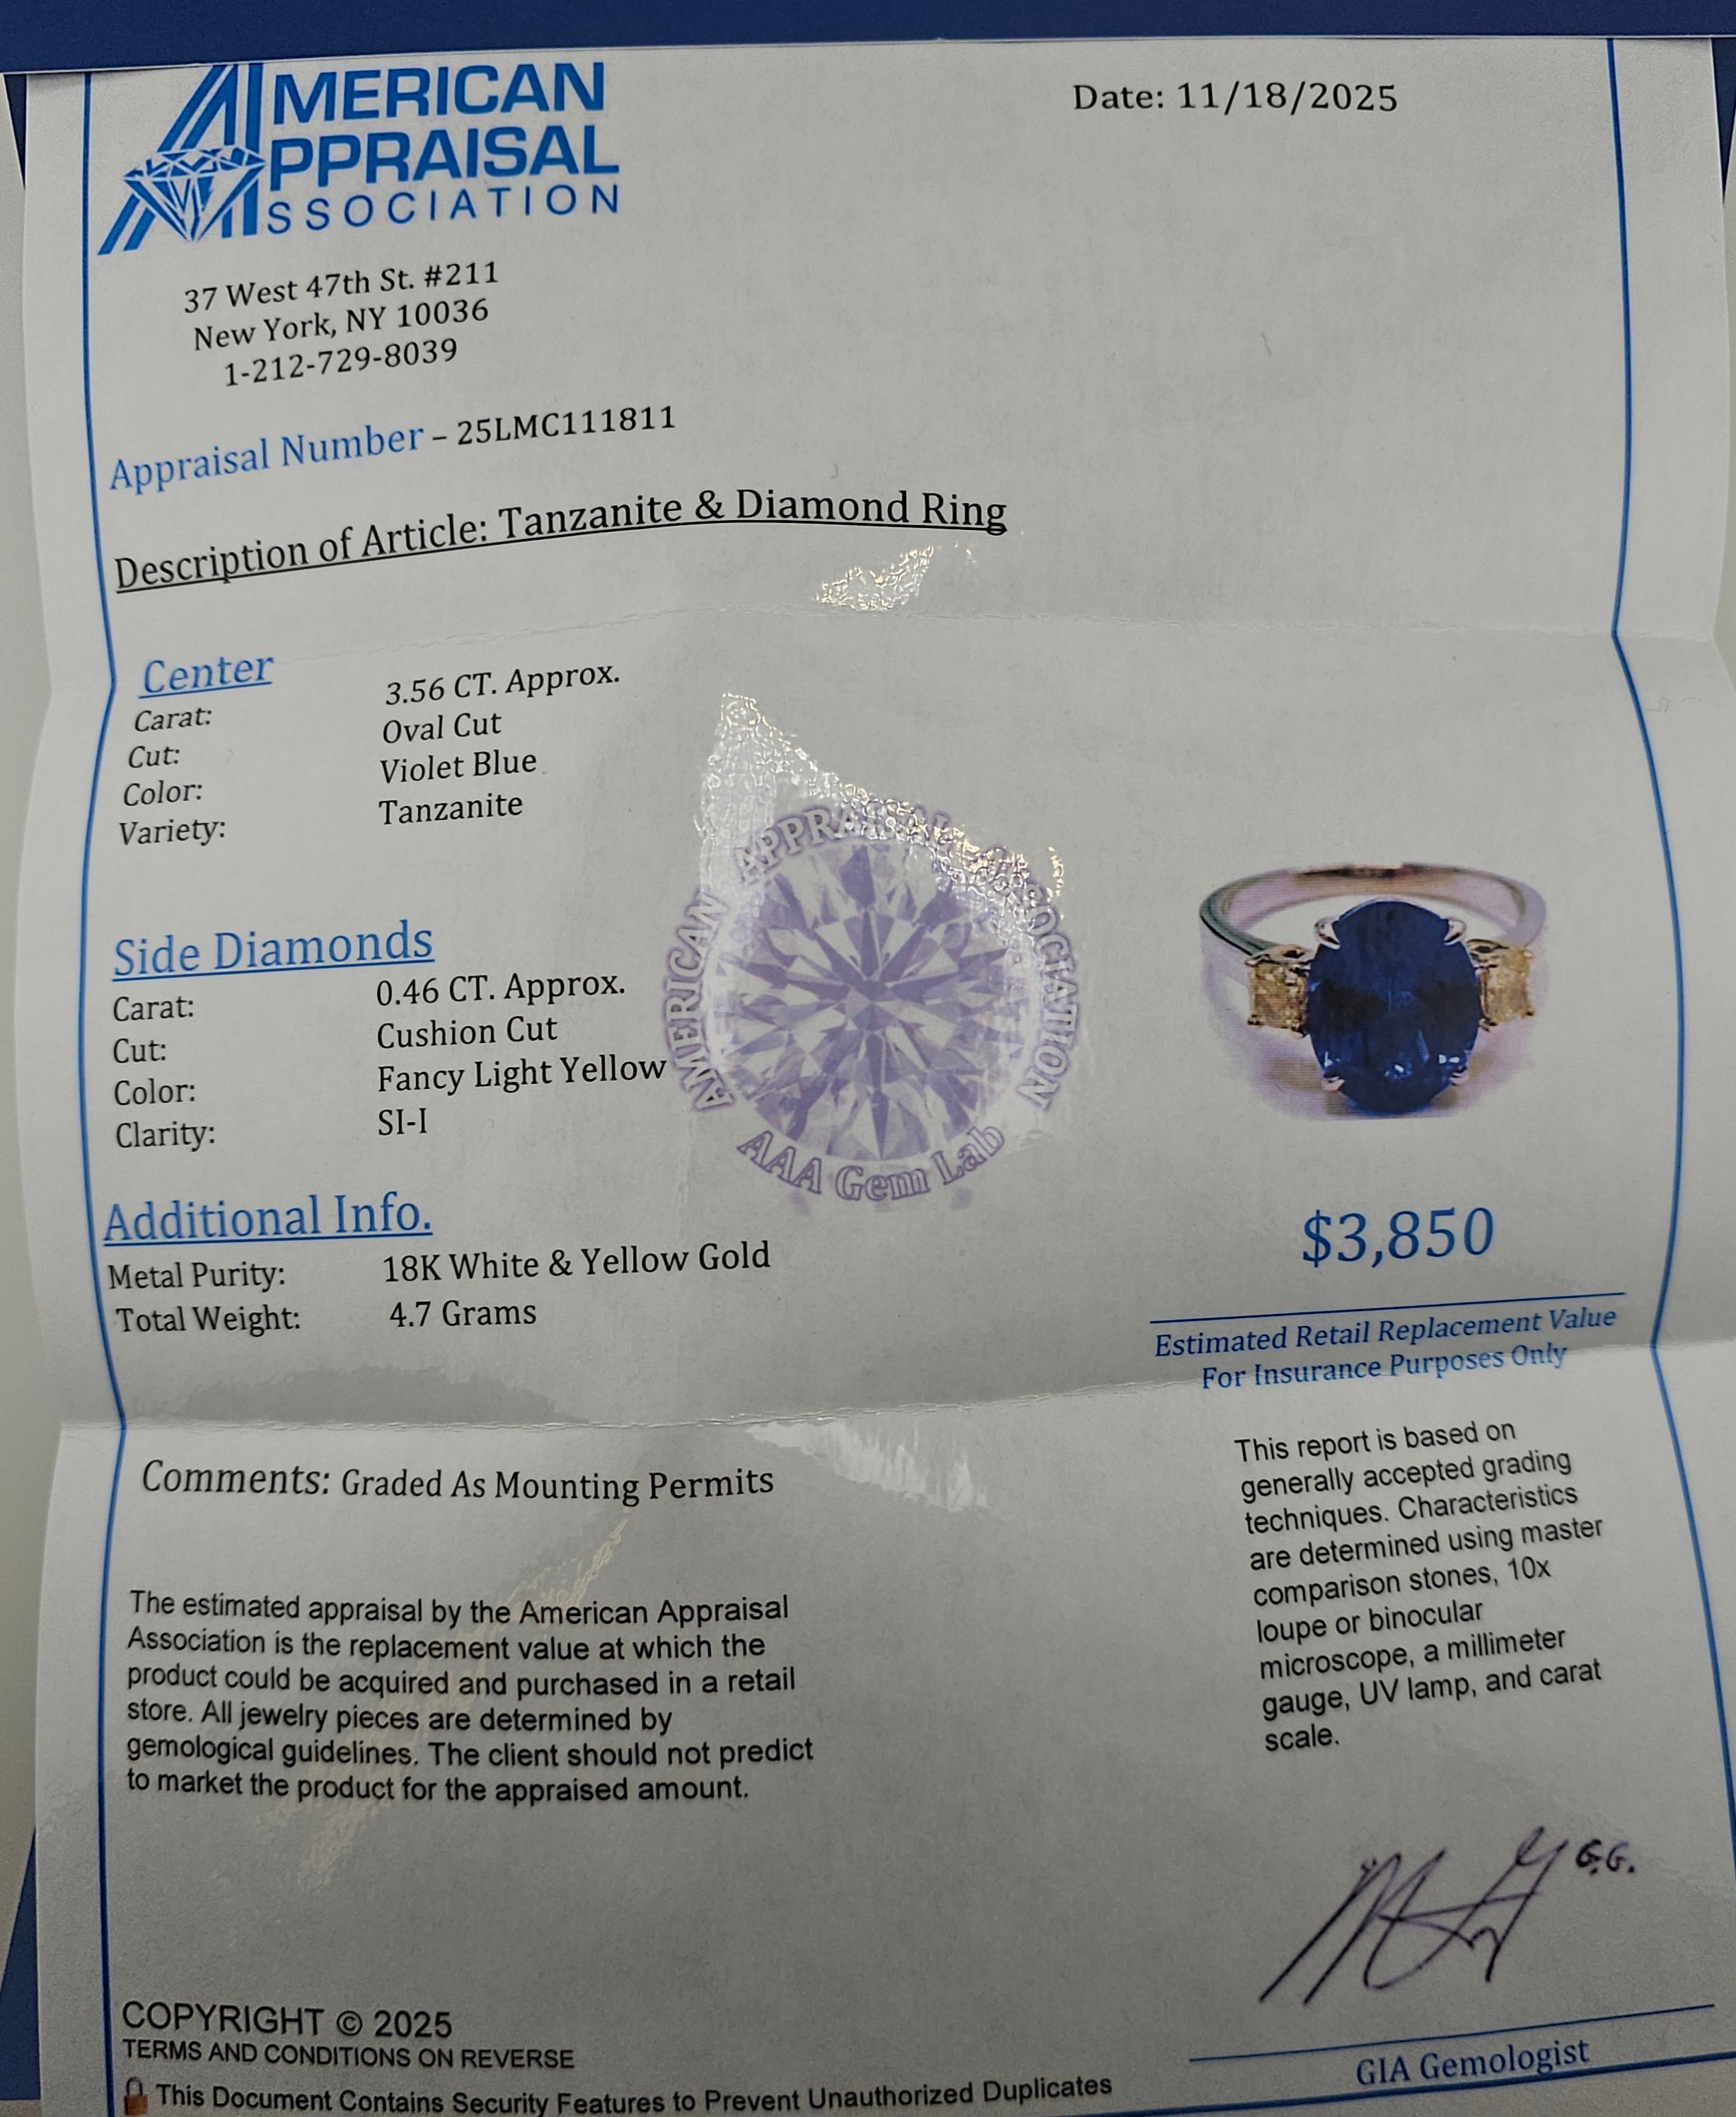 AMERICAN
APPRAISAL
ASSOCIATION
Date: 11/18/2025
37 West 47th St. #211
New York, NY 10036
1-212-729-8039
Appraisal Number – 25LMC111811
Description of Article: Tanzanite & Diamond Ring
Center
Carat: 3.56 CT. Approx.
Cut: Oval Cut
Color: Violet Blue
Variety: Tanzanite
Side Diamonds
Carat: 0.46 CT. Approx.
Cut: Cushion Cut
Color: Fancy Light Yellow
Clarity: SI-I
AMERICAN APPRAISAL ASSOCIATION
AAA Gem Lab
Additional Info.
Metal Purity: 18K White & Yellow Gold
Total Weight: 4.7 Grams
$3,850
Estimated Retail Replacement Value
For Insurance Purposes Only
Comments: Graded As Mounting Permits
The estimated appraisal by the American Appraisal
Association is the replacement value at which the
product could be acquired and purchased in a retail
store. All jewelry pieces are determined by
gemological guidelines. The client should not predict
to market the product for the appraised amount.
This report is based on
generally accepted grading
techniques. Characteristics
are determined using master
comparison stones, 10x
loupe or binocular
microscope, a millimeter
gauge, UV lamp, and carat
scale.
G.G.
GIA Gemologist
COPYRIGHT © 2025
TERMS AND CONDITIONS ON REVERSE
This Document Contains Security Features to Prevent Unauthorized Duplicates